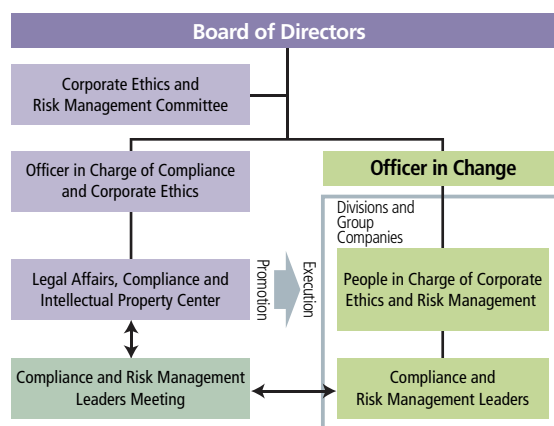 Board of Directors
Corporate Ethics and
Risk Management Committee
Officer in Charge of Compliance
and Corporate Ethics
Officer in Change
Divisions and
Group
Companies
Legal Affairs, Compliance and
Intellectual Property Center
Promotion
Execution
People in Charge of Corporate
Ethics and Risk Management
Compliance and Risk Management
Leaders Meeting
Compliance and
Risk Management Leaders